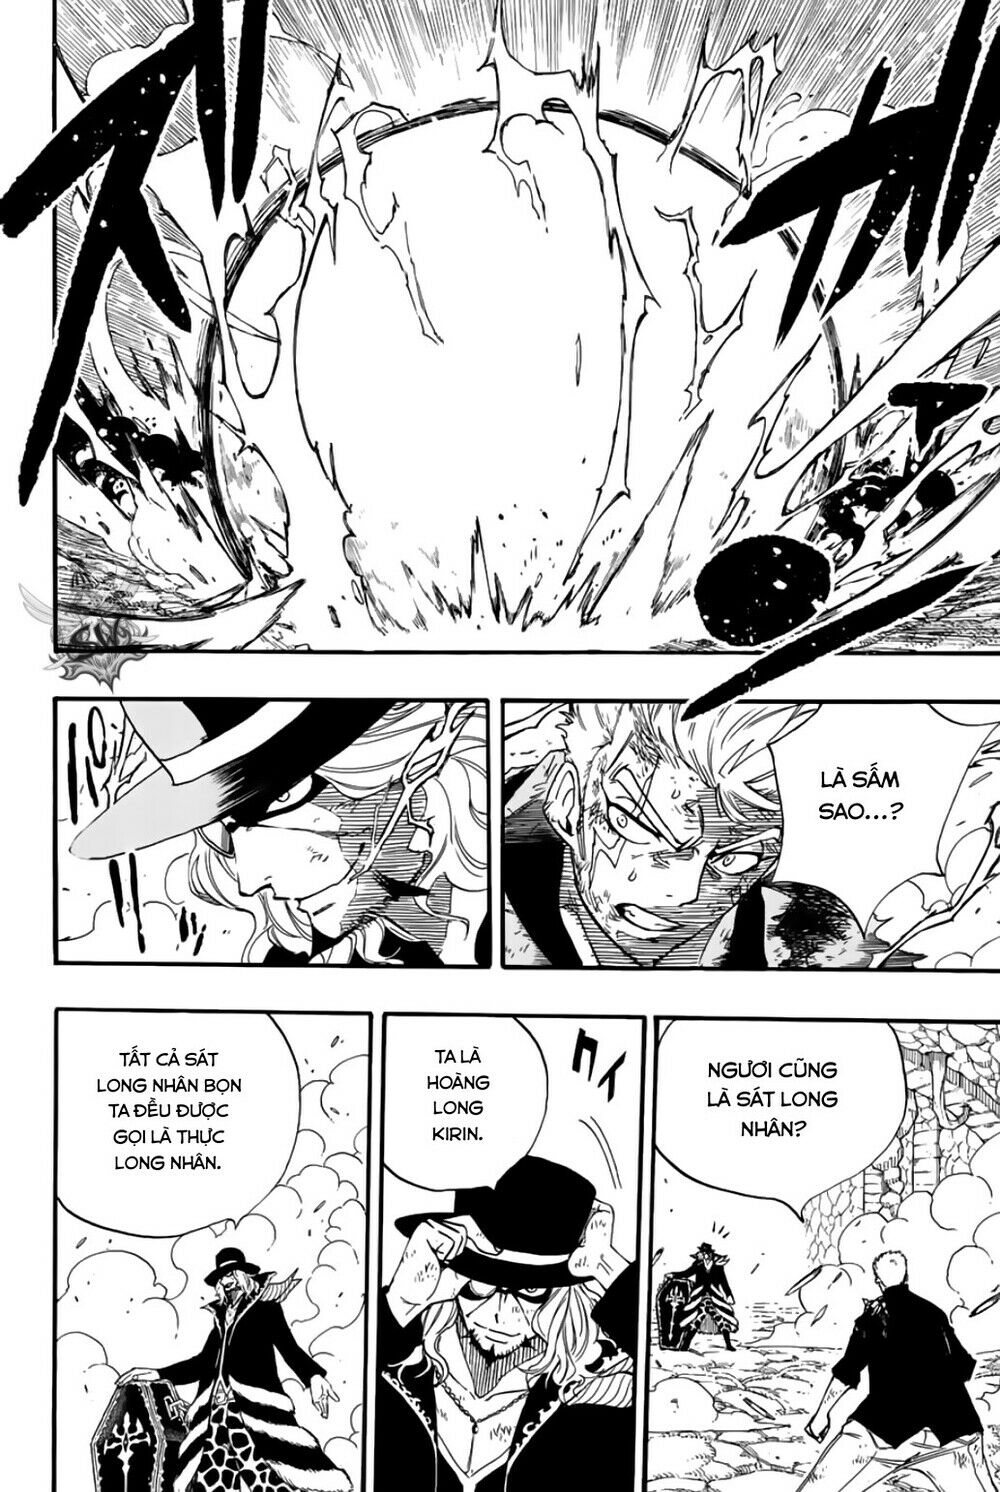 LÀ SẤM
SAO...?
NGƯƠI CŨNG
LÀ SÁT LONG
NHÂN?
TA LÀ
HOÀNG
LONG
KIRIN.
TẤT CẢ SÁT
LONG NHÂN BỌN
TA ĐỀU ĐƯỢC
GỌI LÀ THỰC
LONG NHÂN.